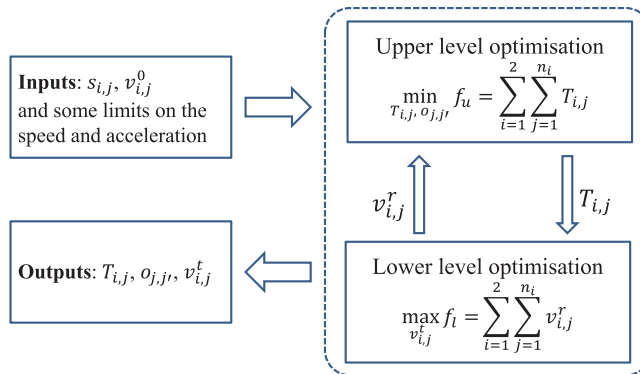 Inputs: s_{i,j}, v_{i,j}^0
and some limits on the
speed and acceleration
Upper level optimisation
min_{T_{i,j}, o_{j,j′}} f_u = ∑_{i=1}^{2} ∑_{j=1}^{n_i} T_{i,j}
v_{i,j}^r
T_{i,j}
Outputs: T_{i,j}, o_{j,j′}, v_{i,j}^t
Lower level optimisation
max_{v_{i,j}^t} f_l = ∑_{i=1}^{2} ∑_{j=1}^{n_i} v_{i,j}^r